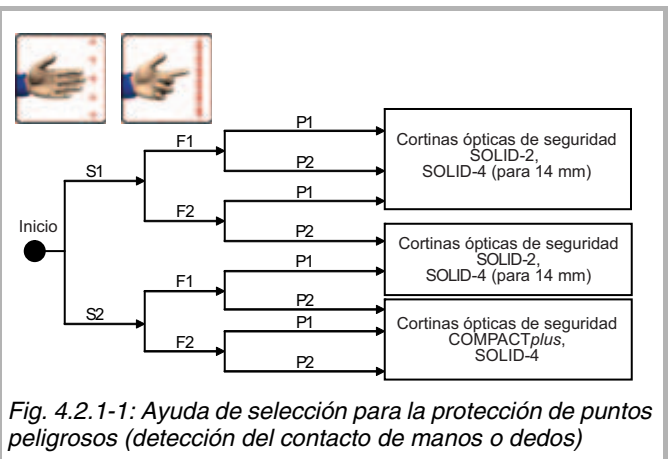 F1
P1
P2
S1
F2
P1
P2
Cortinas ópticas de seguridad
SOLID-2,
SOLID-4 (para 14 mm)
Inicio
S2
F1
P1
P2
F2
P1
P2
Cortinas ópticas de seguridad
SOLID-2,
SOLID-4 (para 14 mm)
Cortinas ópticas de seguridad
COMPACTplus,
SOLID-4
Fig. 4.2.1-1: Ayuda de selección para la protección de puntos
peligrosos (detección del contacto de manos o dedos)